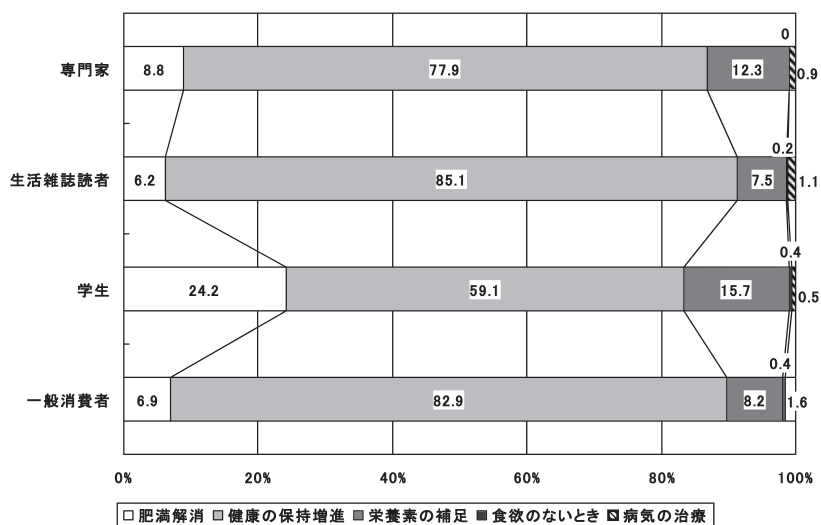 0
専門家 8.8 77.9 12.3 0.9
0.2
生活雑誌読者 6.2 85.1 7.5 1.1
0.4
学生 24.2 59.1 15.7 0.5
0.4
一般消費者 6.9 82.9 8.2 1.6
0% 20% 40% 60% 80% 100%
肥満解消 健康の保持増進 栄養素の補足 食欲のないとき 病気の治療